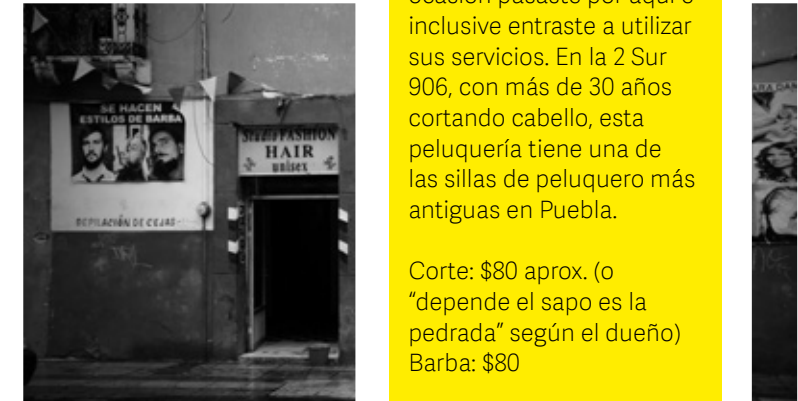 SE HACEN
ESTILOS DE BARBA
Studio FASHION
HAIR
unisex
DEPILACIÓN DE CEJAS
inclusive entraste a utilizar
sus servicios. En la 2 Sur
906, con más de 30 años
cortando cabello, esta
peluquería tiene una de
las sillas de peluquero más
antiguas en Puebla.
Corte: $80 aprox. (o
“depende el sapo es la
pedrada” según el dueño)
Barba: $80